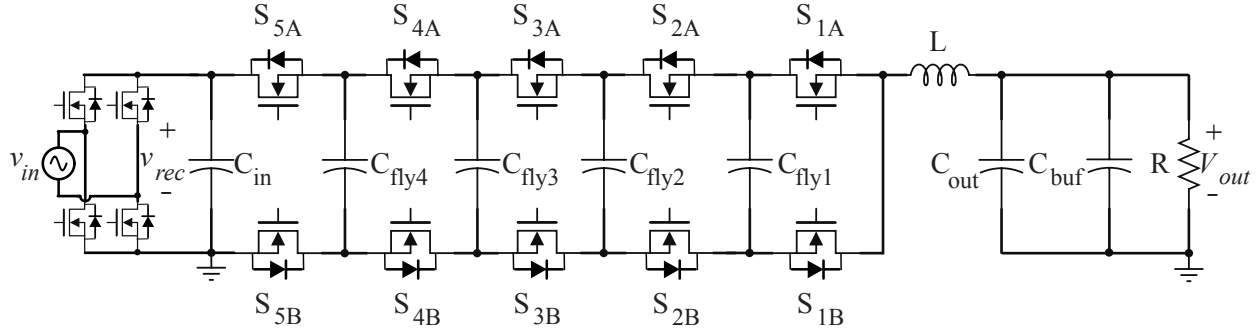 S5A S4A S3A S2A S1A
L
vin
+
vrec
-
Cin Cfly4 Cfly3 Cfly2 Cfly1
Cout Cbuf R
+
Vout
-
S5B S4B S3B S2B S1B